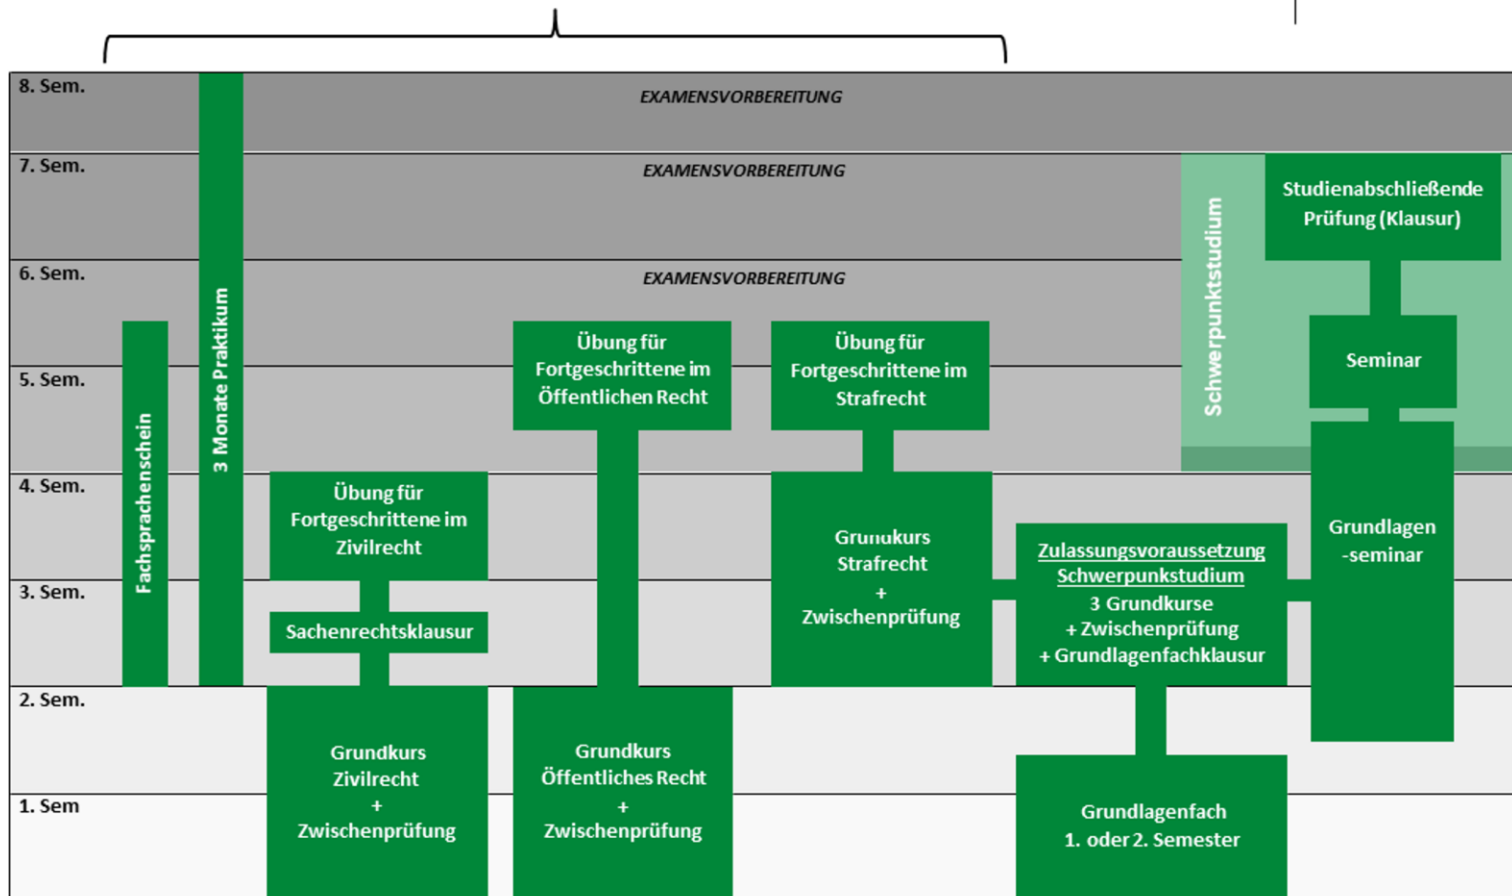 8. Sem.
EXAMENSVORBEREITUNG
7. Sem.
EXAMENSVORBEREITUNG
Studienabschließende
Prüfung (Klausur)
Schwerpunktstudium
6. Sem.
EXAMENSVORBEREITUNG
3 Monate Praktikum
Fachsprachenschein
Übung für
Fortgeschrittene im
Öffentlichen Recht
Übung für
Fortgeschrittene im
Strafrecht
Seminar
5. Sem.
4. Sem.
Übung für
Fortgeschrittene im
Zivilrecht
Grundkurs
Strafrecht
+
Zwischenprüfung
Zulassungsvoraussetzung
Schwerpunkstudium
3 Grundkurse
+ Zwischenprüfung
+ Grundlagenfachklausur
Grundlagen
-seminar
3. Sem.
Sachenrechtsklausur
2. Sem.
Grundkurs
Zivilrecht
+
Zwischenprüfung
Grundkurs
Öffentliches Recht
+
Zwischenprüfung
1. Sem
Grundlagenfach
1. oder 2. Semester